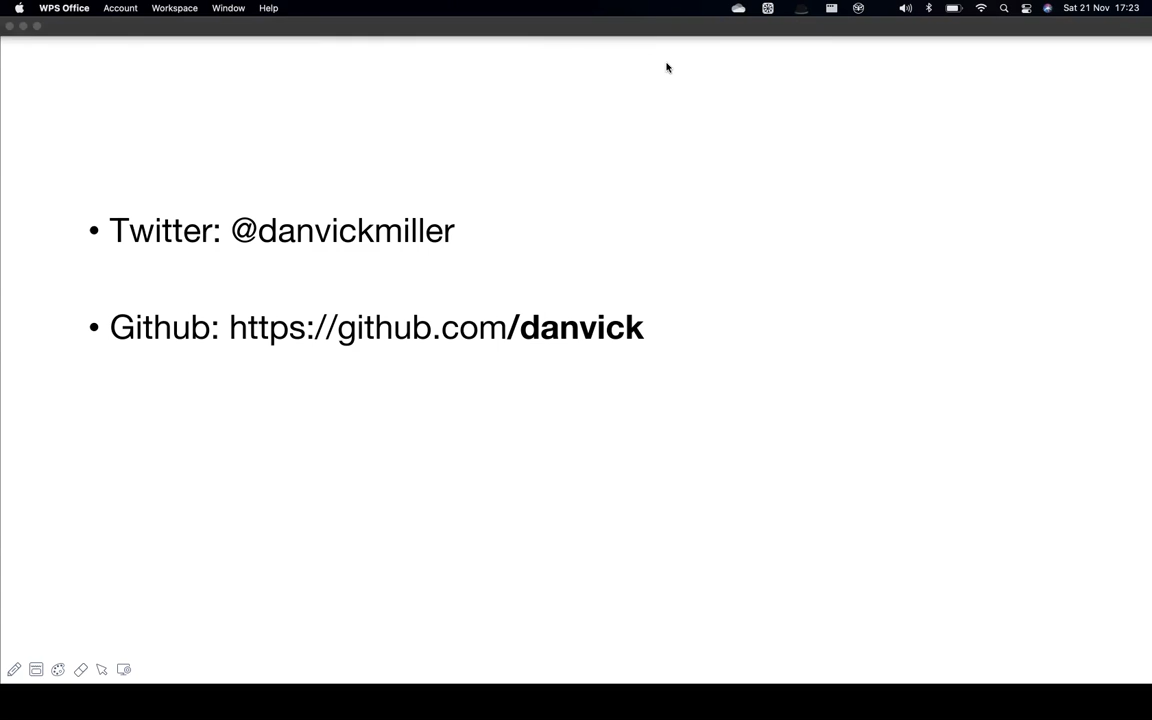 WPS Office Account Workspace Window Help Sat 21 Nov 17:23
• Twitter: @danvickmiller
• Github: https://github.com/danvick